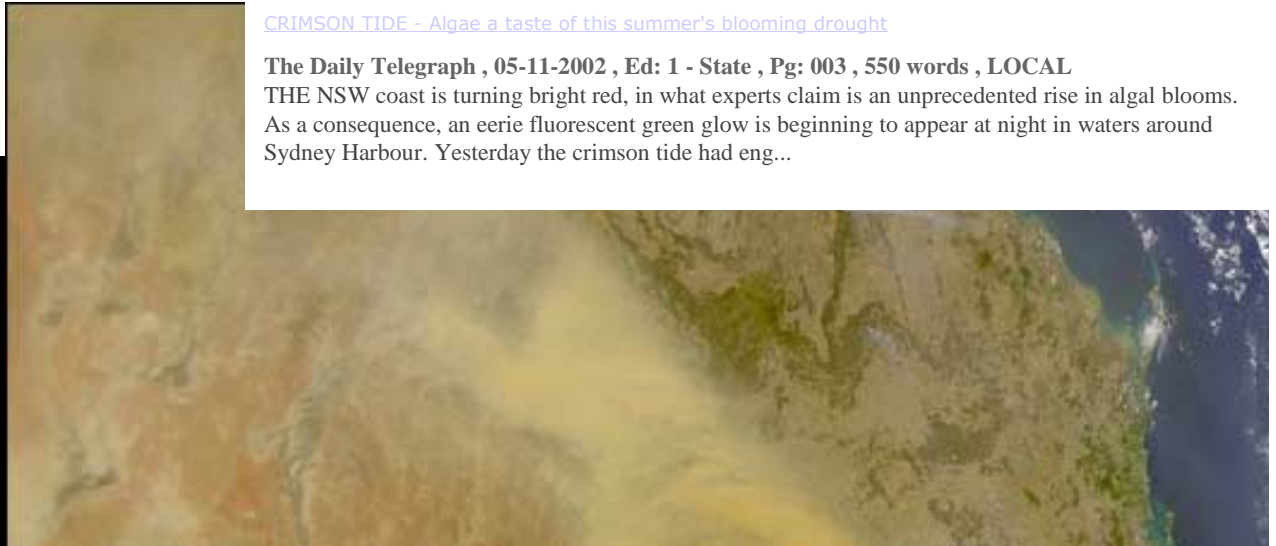 CRIMSON TIDE - Algae a taste of this summer's blooming drought
The Daily Telegraph , 05-11-2002 , Ed: 1 - State , Pg: 003 , 550 words , LOCAL
THE NSW coast is turning bright red, in what experts claim is an unprecedented rise in algal blooms.
As a consequence, an eerie fluorescent green glow is beginning to appear at night in waters around
Sydney Harbour. Yesterday the crimson tide had eng...